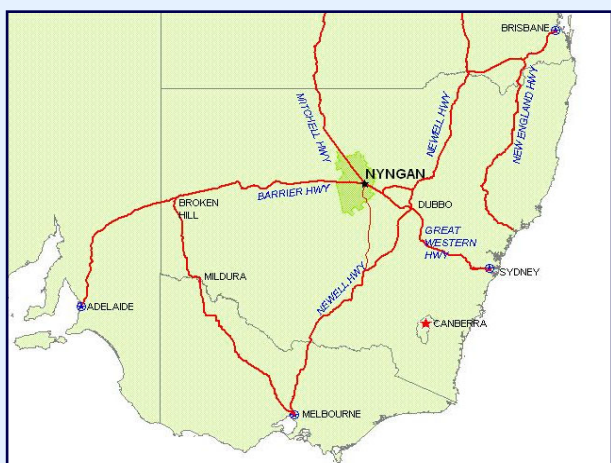 BRISBANE
MITCHELL HWY
NEWELL HWY
NEW ENGLAND HWY
NYNGAN
BARRIER HWY
BROKEN
HILL
DUBBO
GREAT
WESTERN
HWY
SYDNEY
MILDURA
NEWELL HWY
ADELAIDE
CANBERRA
MELBOURNE